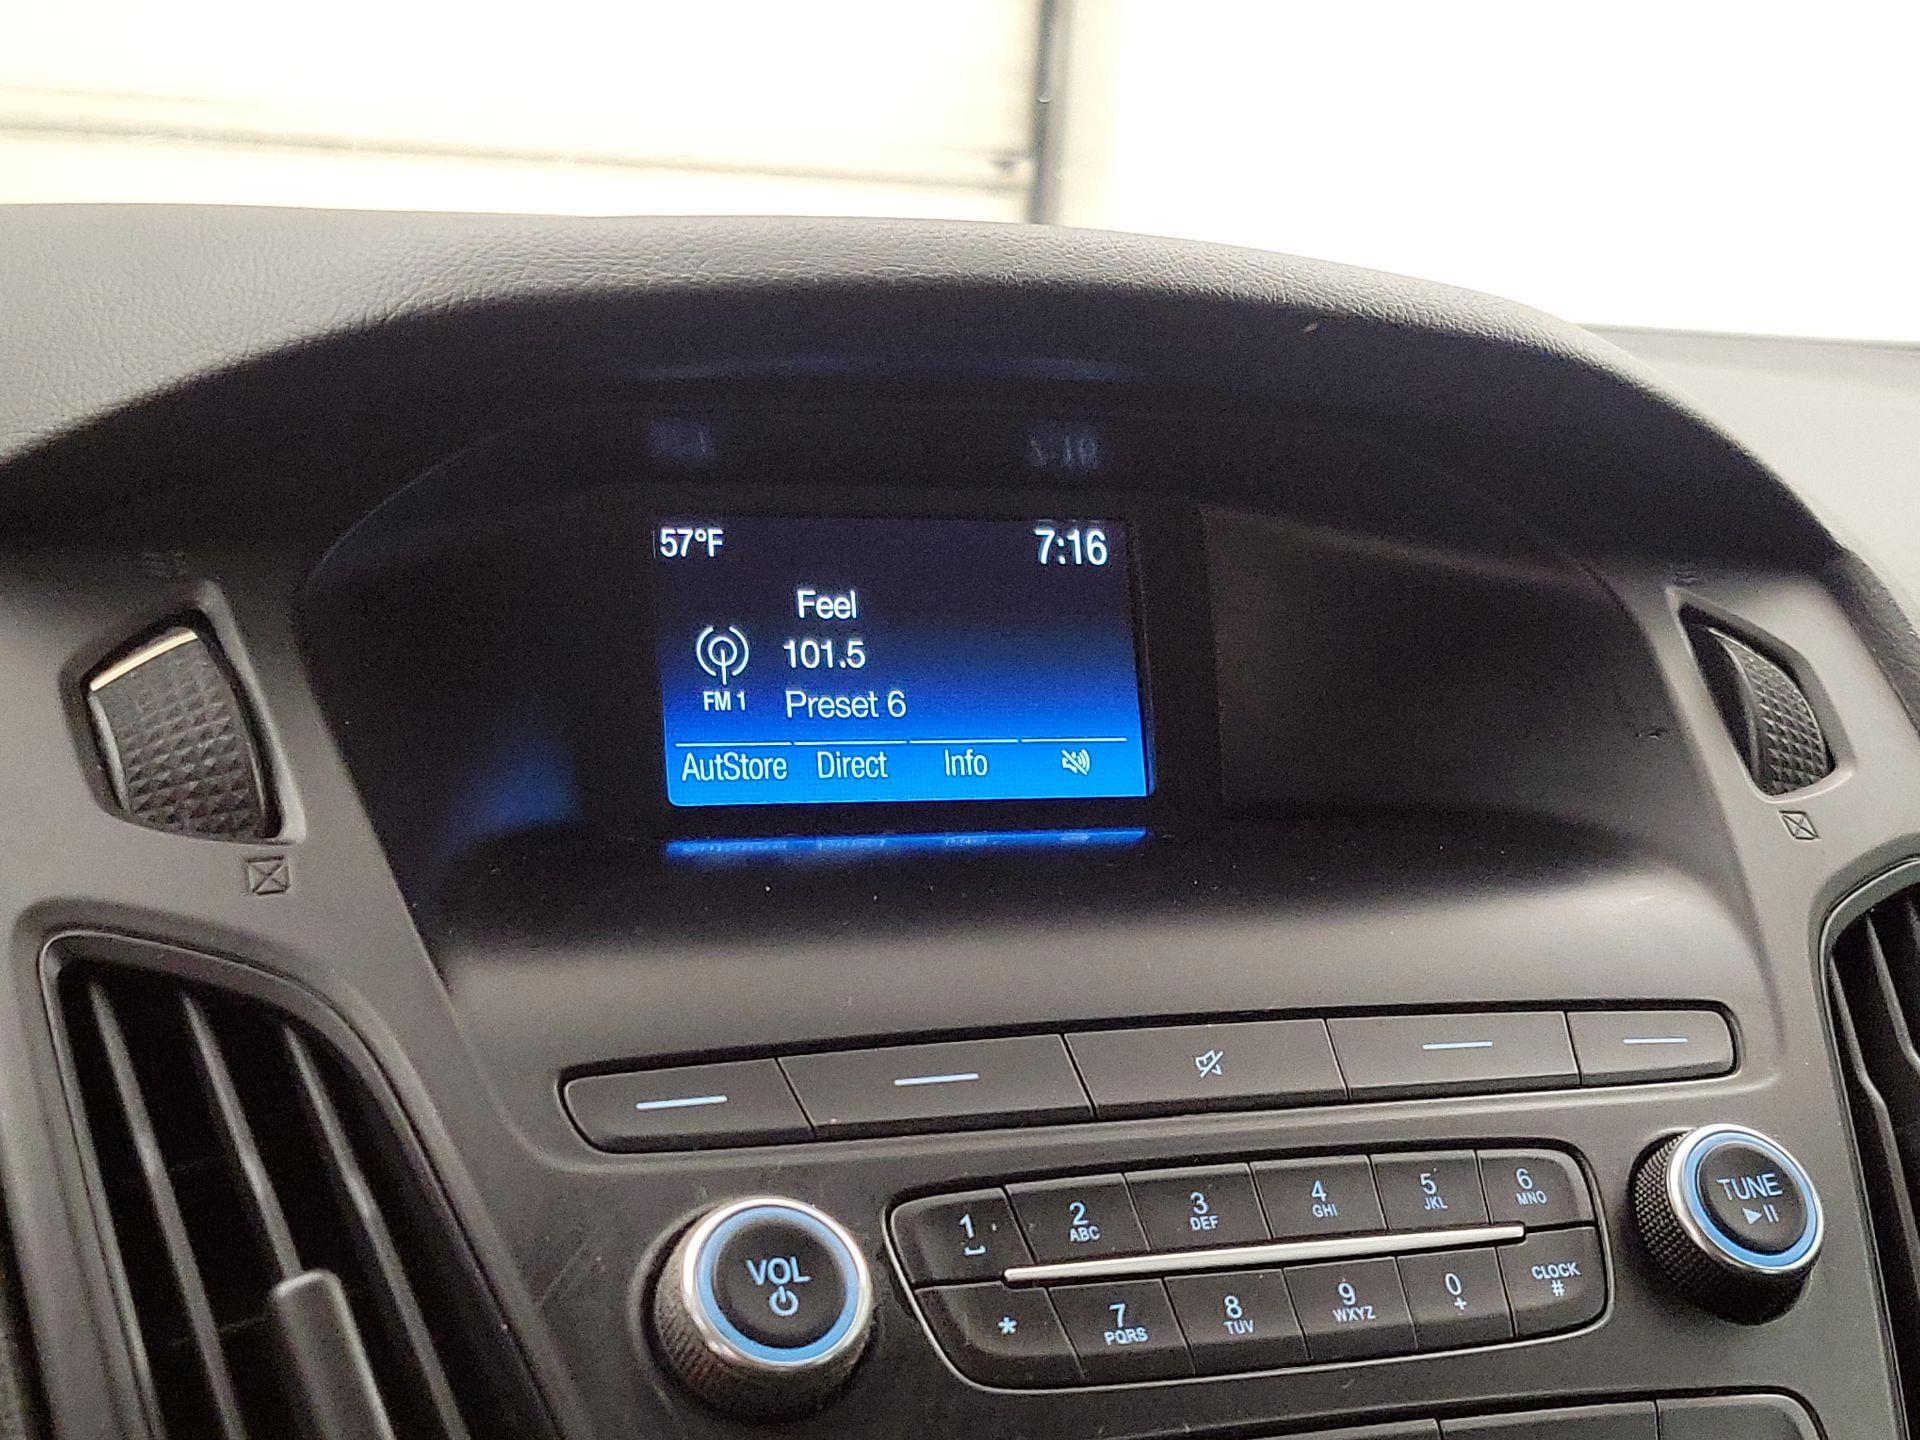 57°F 7:16
Feel
101.5
FM 1 Preset 6
AutStore Direct Info
1 2 ABC 3 DEF 4 GHI 5 JKL 6 MNO
* 7 PQRS 8 TUV 9 WXYZ 0 + CLOCK #
VOL
TUNE